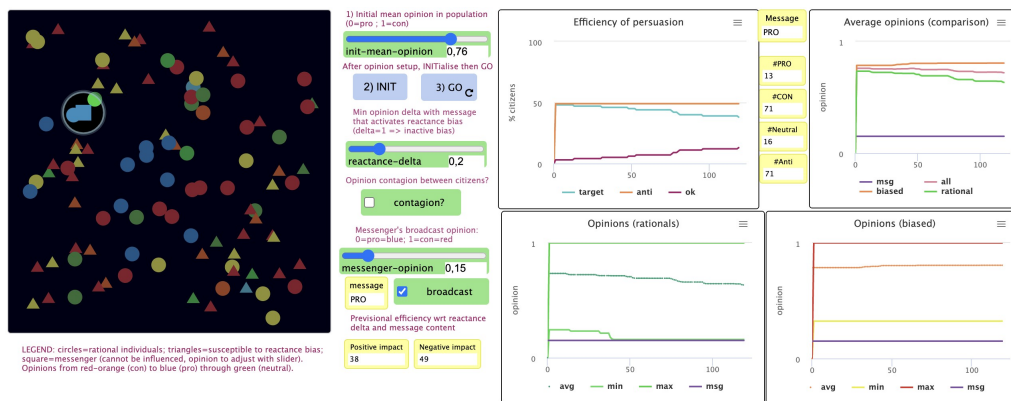 1) Initial mean opinion in population
(0=pro ; 1=con)
init-mean-opinion 0,76
After opinion setup, INITialise then GO
2) INIT
3) GO
Min opinion delta with message
that activates reactance bias
(delta=1 => inactive bias)
reactance-delta 0,2
Opinion contagion between citizens?
contagion?
Messenger's broadcast opinion:
0=pro=blue; 1=con=red
messenger-opinion 0,15
message
PRO
broadcast
Previsional efficiency wrt reactance
delta and message content
Positive impact
38
Negative impact
49
LEGEND: circles=rational individuals; triangles=susceptible to reactance bias;
square=messenger (cannot be influenced, opinion to adjust with slider).
Opinions from red-orange (con) to blue (pro) through green (neutral).
Efficiency of persuasion
% citizens
100
50
0
0 50 100
target anti ok
Message
PRO
#PRO
13
#CON
71
#Neutral
16
#Anti
71
Average opinions (comparison)
opinion
1
0
0 50 100
msg all
biased rational
Opinions (rationals)
opinion
1
0
0 50 100
avg min max msg
Opinions (biased)
opinion
1
0
0 50 100
avg min max msg